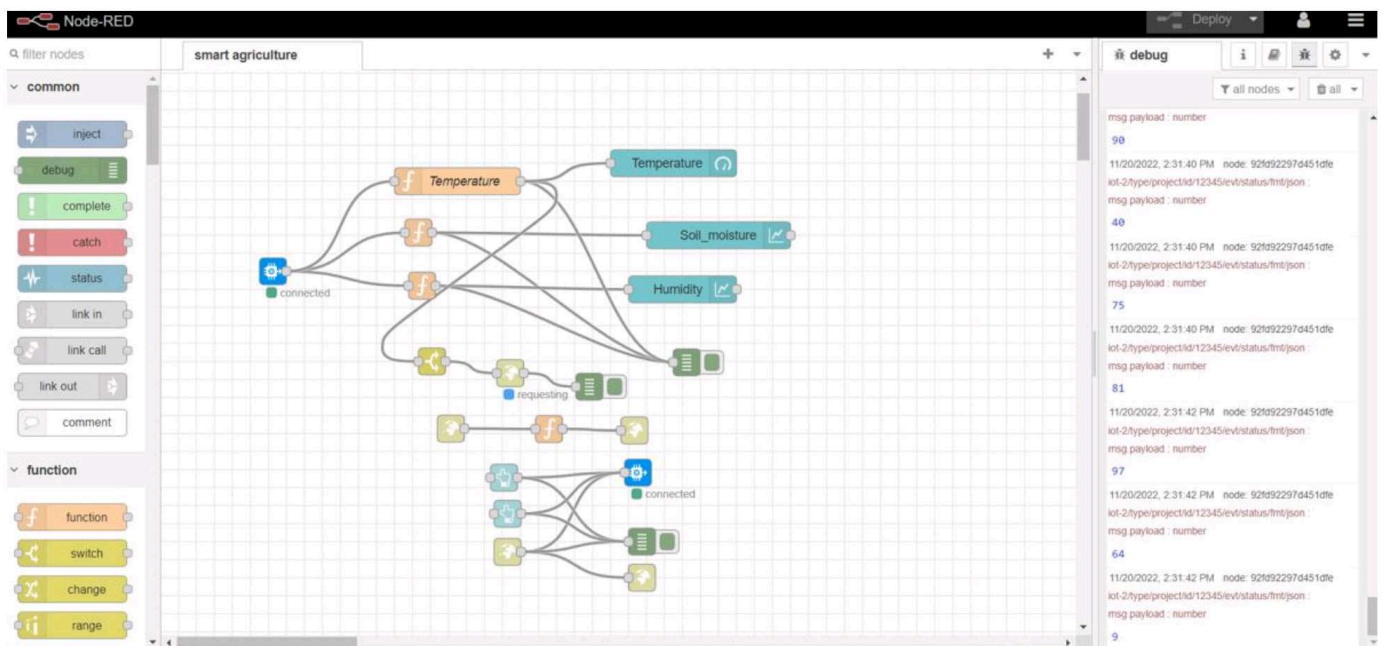 Node-RED
Deploy
filter nodes
smart agriculture
debug
i
common
all nodes
all
inject
debug
complete
catch
status
link in
link call
link out
comment
function
function
switch
change
range
Temperature
Temperature
Soil_moisture
Humidity
connected
requesting
connected
msg.payload : number
90
11/20/2022, 2:31:40 PM node: 92fd92297d451dfe
iot-2/type/project/id/12345/evt/status/fmt/json :
msg.payload : number
40
11/20/2022, 2:31:40 PM node: 92fd92297d451dfe
iot-2/type/project/id/12345/evt/status/fmt/json :
msg.payload : number
75
11/20/2022, 2:31:40 PM node: 92fd92297d451dfe
iot-2/type/project/id/12345/evt/status/fmt/json :
msg.payload : number
81
11/20/2022, 2:31:42 PM node: 92fd92297d451dfe
iot-2/type/project/id/12345/evt/status/fmt/json :
msg.payload : number
97
11/20/2022, 2:31:42 PM node: 92fd92297d451dfe
iot-2/type/project/id/12345/evt/status/fmt/json :
msg.payload : number
64
11/20/2022, 2:31:42 PM node: 92fd92297d451dfe
iot-2/type/project/id/12345/evt/status/fmt/json :
msg.payload : number
9